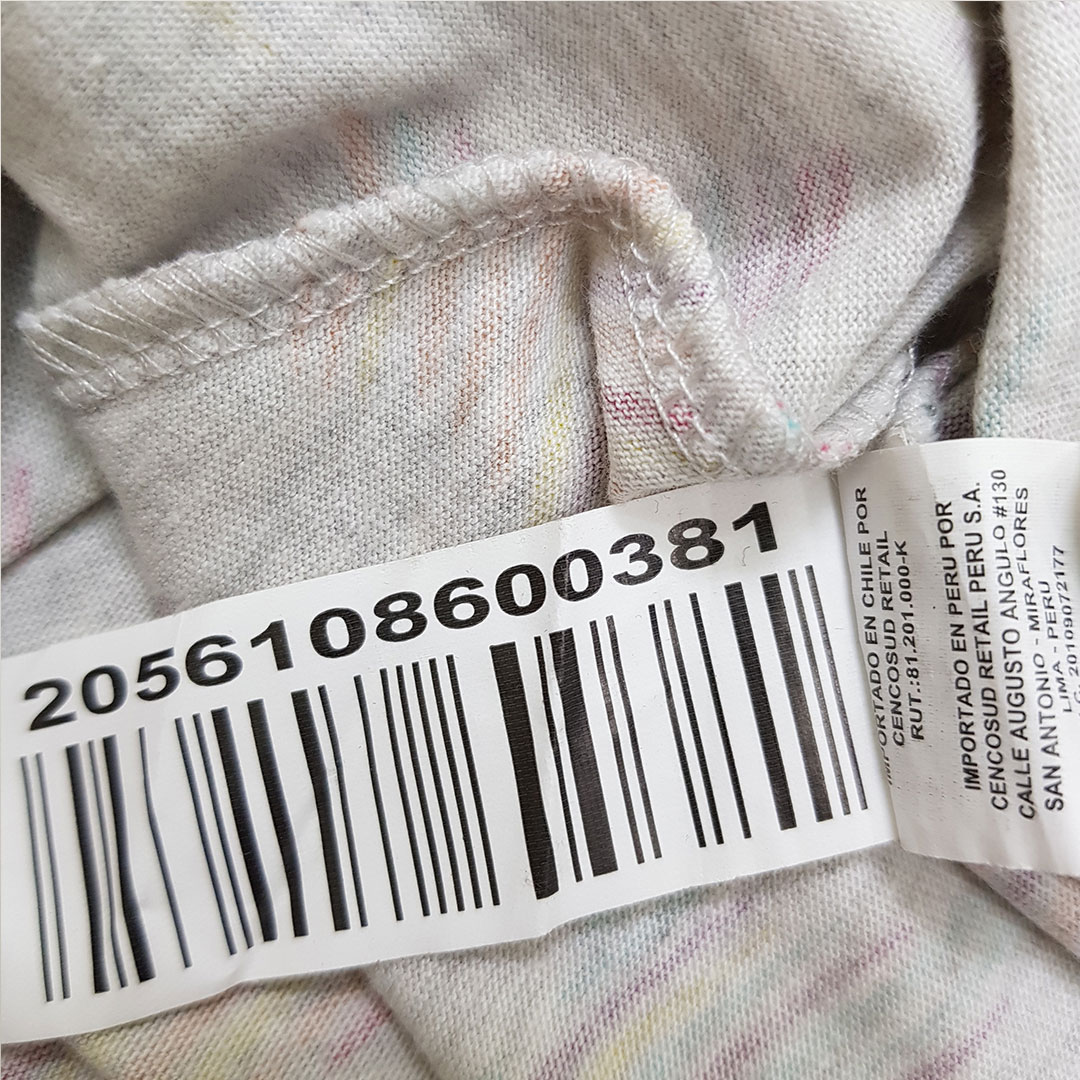 2056108600381
IMPORTADO EN CHILE POR
CENCOSUD RETAIL
RUT.:81.201.000-K
IMPORTADO EN PERU POR
CENCOSUD RETAIL PERU S.A.
CALLE AUGUSTO ANGULO #130
SAN ANTONIO - MIRAFLORES
LIMA - PERU
20109072177